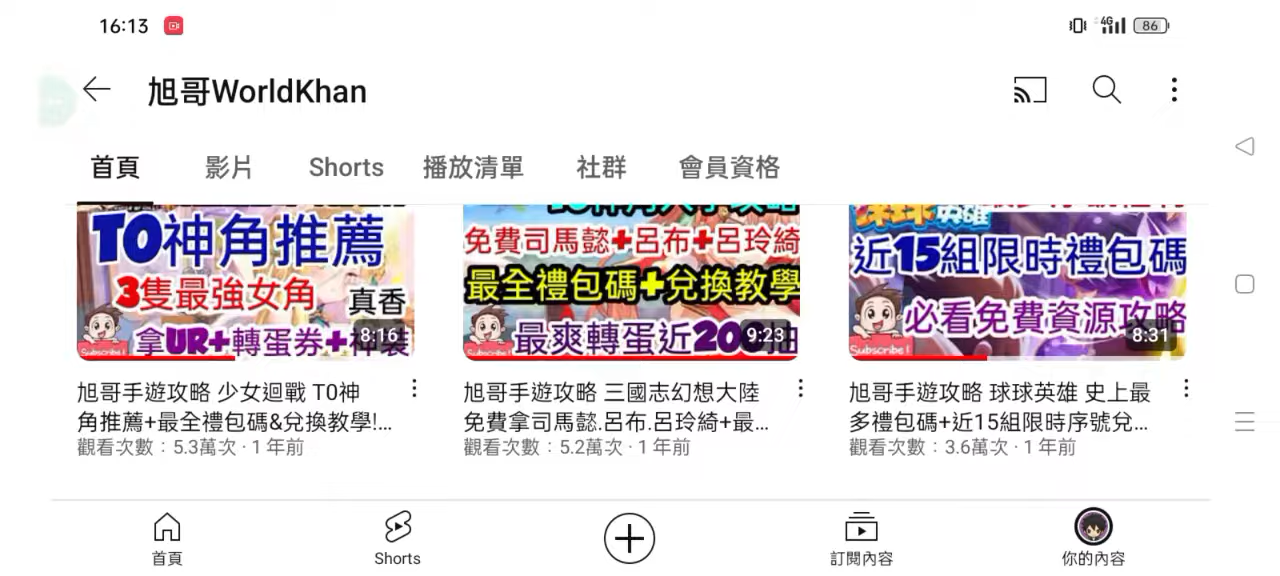 16:13
4G
86
旭哥WorldKhan
首頁
影片
Shorts
播放清單
社群
會員資格
T0神角推薦
3隻最強女角
真香
拿UR+轉蛋券+神裝
Subscribe!
8:16
免費司馬懿+呂布+呂玲綺
最全禮包碼+兌換教學
最爽轉蛋近200抽
Subscribe!
9:23
近15組限時禮包碼
必看免費資源攻略
Subscribe!
8:31
旭哥手遊攻略 少女迴戰 T0神
角推薦+最全禮包碼&兌換教學!...
觀看次數：5.3萬次 · 1 年前
旭哥手遊攻略 三國志幻想大陸
免費拿司馬懿.呂布.呂玲綺+最...
觀看次數：5.2萬次 · 1 年前
旭哥手遊攻略 球球英雄 史上最
多禮包碼+近15組限時序號兌...
觀看次數：3.6萬次 · 1 年前
首頁
Shorts
訂閱內容
你的內容